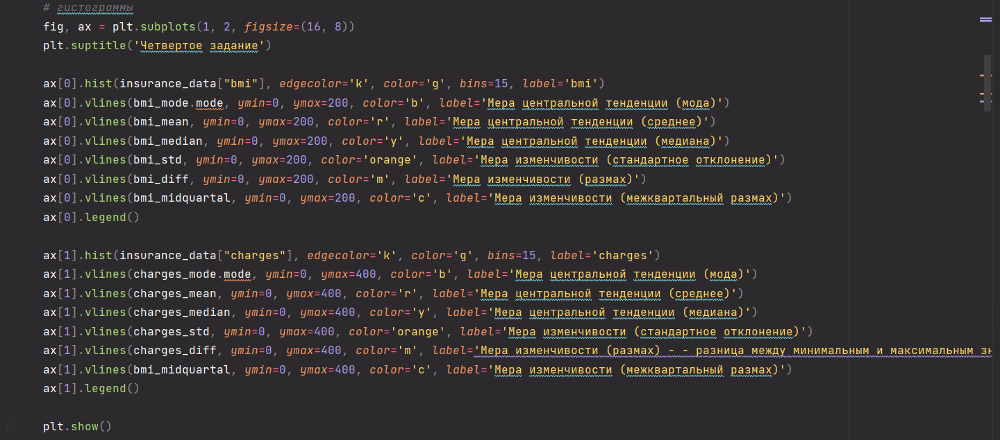 # гистограммы
fig, ax = plt.subplots(1, 2, figsize=(16, 8))
plt.suptitle('Четвертое задание')
ax[0].hist(insurance_data["bmi"], edgecolor='k', color='g', bins=15, label='bmi')
ax[0].vlines(bmi_mode.mode, ymin=0, ymax=200, color='b', label='Мера центральной тенденции (мода)')
ax[0].vlines(bmi_mean, ymin=0, ymax=200, color='r', label='Мера центральной тенденции (среднее)')
ax[0].vlines(bmi_median, ymin=0, ymax=200, color='y', label='Мера центральной тенденции (медиана)')
ax[0].vlines(bmi_std, ymin=0, ymax=200, color='orange', label='Мера изменчивости (стандартное отклонение)')
ax[0].vlines(bmi_diff, ymin=0, ymax=200, color='m', label='Мера изменчивости (размах)')
ax[0].vlines(bmi_midquartal, ymin=0, ymax=200, color='c', label='Мера изменчивости (межквартальный размах)')
ax[0].legend()
ax[1].hist(insurance_data["charges"], edgecolor='k', color='g', bins=15, label='charges')
ax[1].vlines(charges_mode.mode, ymin=0, ymax=400, color='b', label='Мера центральной тенденции (мода)')
ax[1].vlines(charges_mean, ymin=0, ymax=400, color='r', label='Мера центральной тенденции (среднее)')
ax[1].vlines(charges_median, ymin=0, ymax=400, color='y', label='Мера центральной тенденции (медиана)')
ax[1].vlines(charges_std, ymin=0, ymax=400, color='orange', label='Мера изменчивости (стандартное отклонение)')
ax[1].vlines(charges_diff, ymin=0, ymax=400, color='m', label='Мера изменчивости (размах) - - разница между минимальным и максимальным
ax[1].vlines(bmi_midquartal, ymin=0, ymax=400, color='c', label='Мера изменчивости (межквартальный размах)')
ax[1].legend()
plt.show()